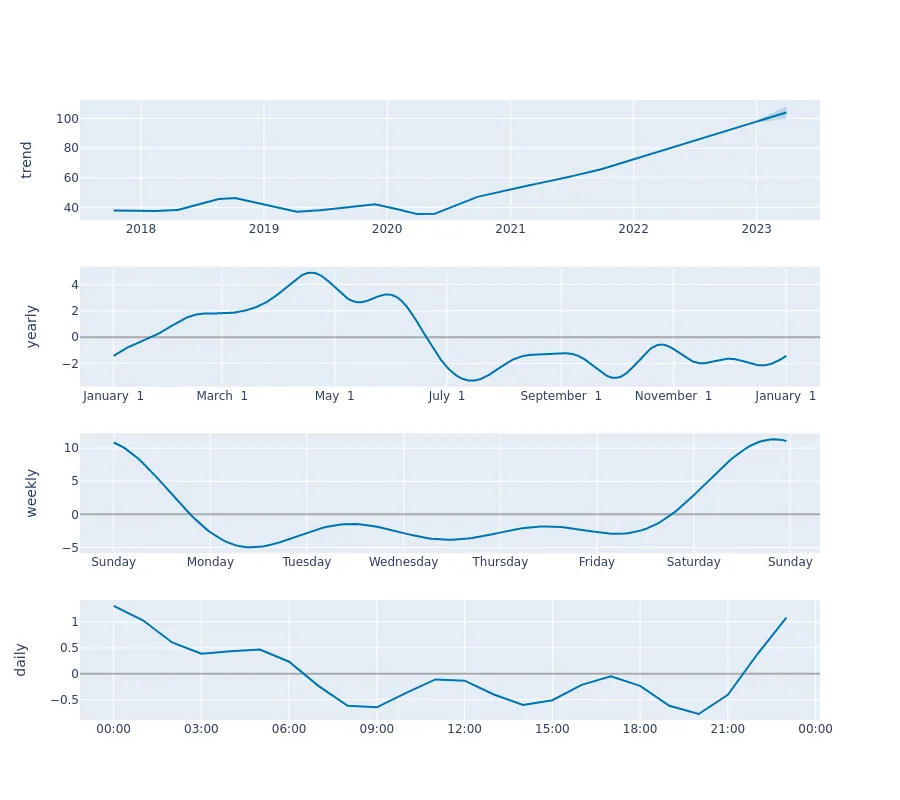 trend
100
80
60
40
2018 2019 2020 2021 2022 2023
yearly
4
2
0
−2
January 1 March 1 May 1 July 1 September 1 November 1 January 1
weekly
10
5
0
−5
Sunday Monday Tuesday Wednesday Thursday Friday Saturday Sunday
daily
1
0.5
0
−0.5
00:00 03:00 06:00 09:00 12:00 15:00 18:00 21:00 00:00